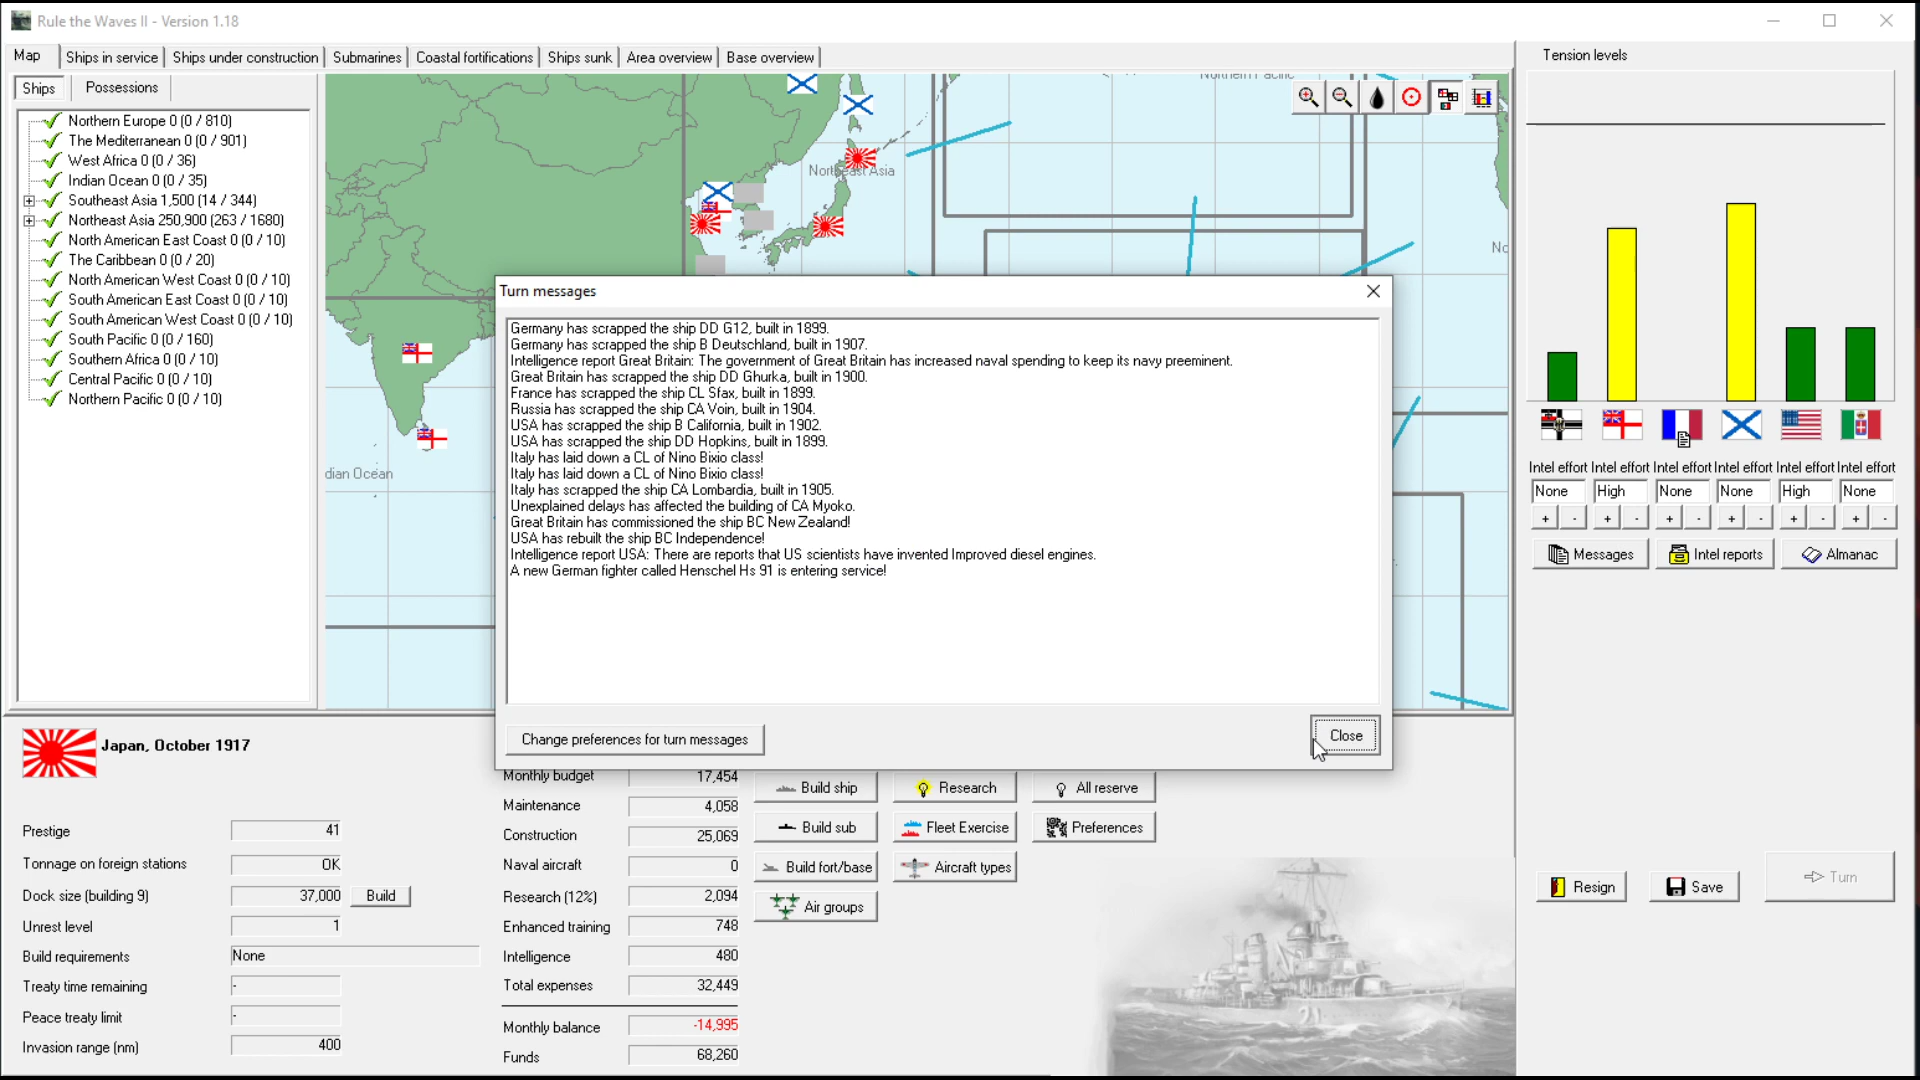 Rule the Waves II - Version 1.18
Map
Ships in service
Ships under construction
Submarines
Coastal fortifications
Ships sunk
Area overview
Base overview
Ships
Possessions
Northern Europe 0 (0 / 810)
The Mediterranean 0 (0 / 901)
West Africa 0 (0 / 36)
Indian Ocean 0 (0 / 35)
Southeast Asia 1,500 (14 / 344)
Northeast Asia 250,900 (263 / 1680)
North American East Coast 0 (0 / 10)
The Caribbean 0 (0 / 20)
North American West Coast 0 (0 / 10)
South American East Coast 0 (0 / 10)
South American West Coast 0 (0 / 10)
South Pacific 0 (0 / 160)
Southern Africa 0 (0 / 10)
Central Pacific 0 (0 / 10)
Northern Pacific 0 (0 / 10)
Northern Pacific
Northeast Asia
No
dian Ocean
Turn messages
Germany has scrapped the ship DD G12, built in 1899.
Germany has scrapped the ship B Deutschland, built in 1907.
Intelligence report Great Britain: The government of Great Britain has increased naval spending to keep its navy preeminent.
Great Britain has scrapped the ship DD Ghurka, built in 1900.
France has scrapped the ship CL Sfax, built in 1899.
Russia has scrapped the ship CA Voin, built in 1904.
USA has scrapped the ship B California, built in 1902.
USA has scrapped the ship DD Hopkins, built in 1899.
Italy has laid down a CL of Nino Bixio class!
Italy has laid down a CL of Nino Bixio class!
Italy has scrapped the ship CA Lombardia, built in 1905.
Unexplained delays has affected the building of CA Myoko.
Great Britain has commissioned the ship BC New Zealand!
USA has rebuilt the ship BC Independence!
Intelligence report USA: There are reports that US scientists have invented Improved diesel engines.
A new German fighter called Henschel Hs 91 is entering service!
Change preferences for turn messages
Close
Tension levels
Intel effort Intel effort Intel effort Intel effort Intel effort Intel effort
None High None None High None
+ - + - + - + - + - + -
Messages
Intel reports
Almanac
Japan, October 1917
Prestige 41
Tonnage on foreign stations OK
Dock size (building 9) 37,000 Build
Unrest level 1
Build requirements None
Treaty time remaining -
Peace treaty limit -
Invasion range (nm) 400
Monthly budget 17,454
Maintenance 4,058
Construction 25,069
Naval aircraft 0
Research (12%) 2,094
Enhanced training 748
Intelligence 480
Total expenses 32,449
Monthly balance -14,995
Funds 68,260
Build ship
Research
All reserve
Build sub
Fleet Exercise
Preferences
Build fort/base
Aircraft types
Air groups
Resign
Save
Turn